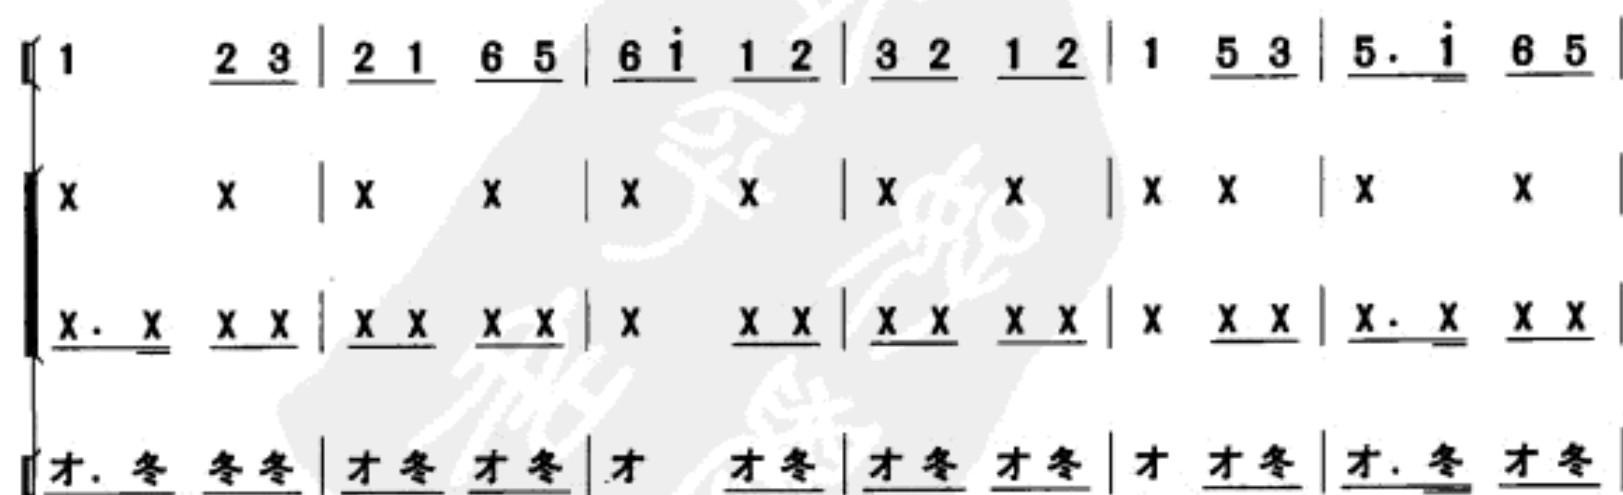 1 2 3 | 2 1 6 5 | 6 i 1 2 | 3 2 1 2 | 1 5 3 | 5. i 6 5 |
X X | X X | X X | X X | X X | X X |
X. X X X | X X X X | X X X | X X X X | X X X | X. X X X |
才. 冬 冬冬 | 才冬 才冬 | 才 才冬 | 才冬 才冬 | 才 才冬 | 才. 冬 才冬 |